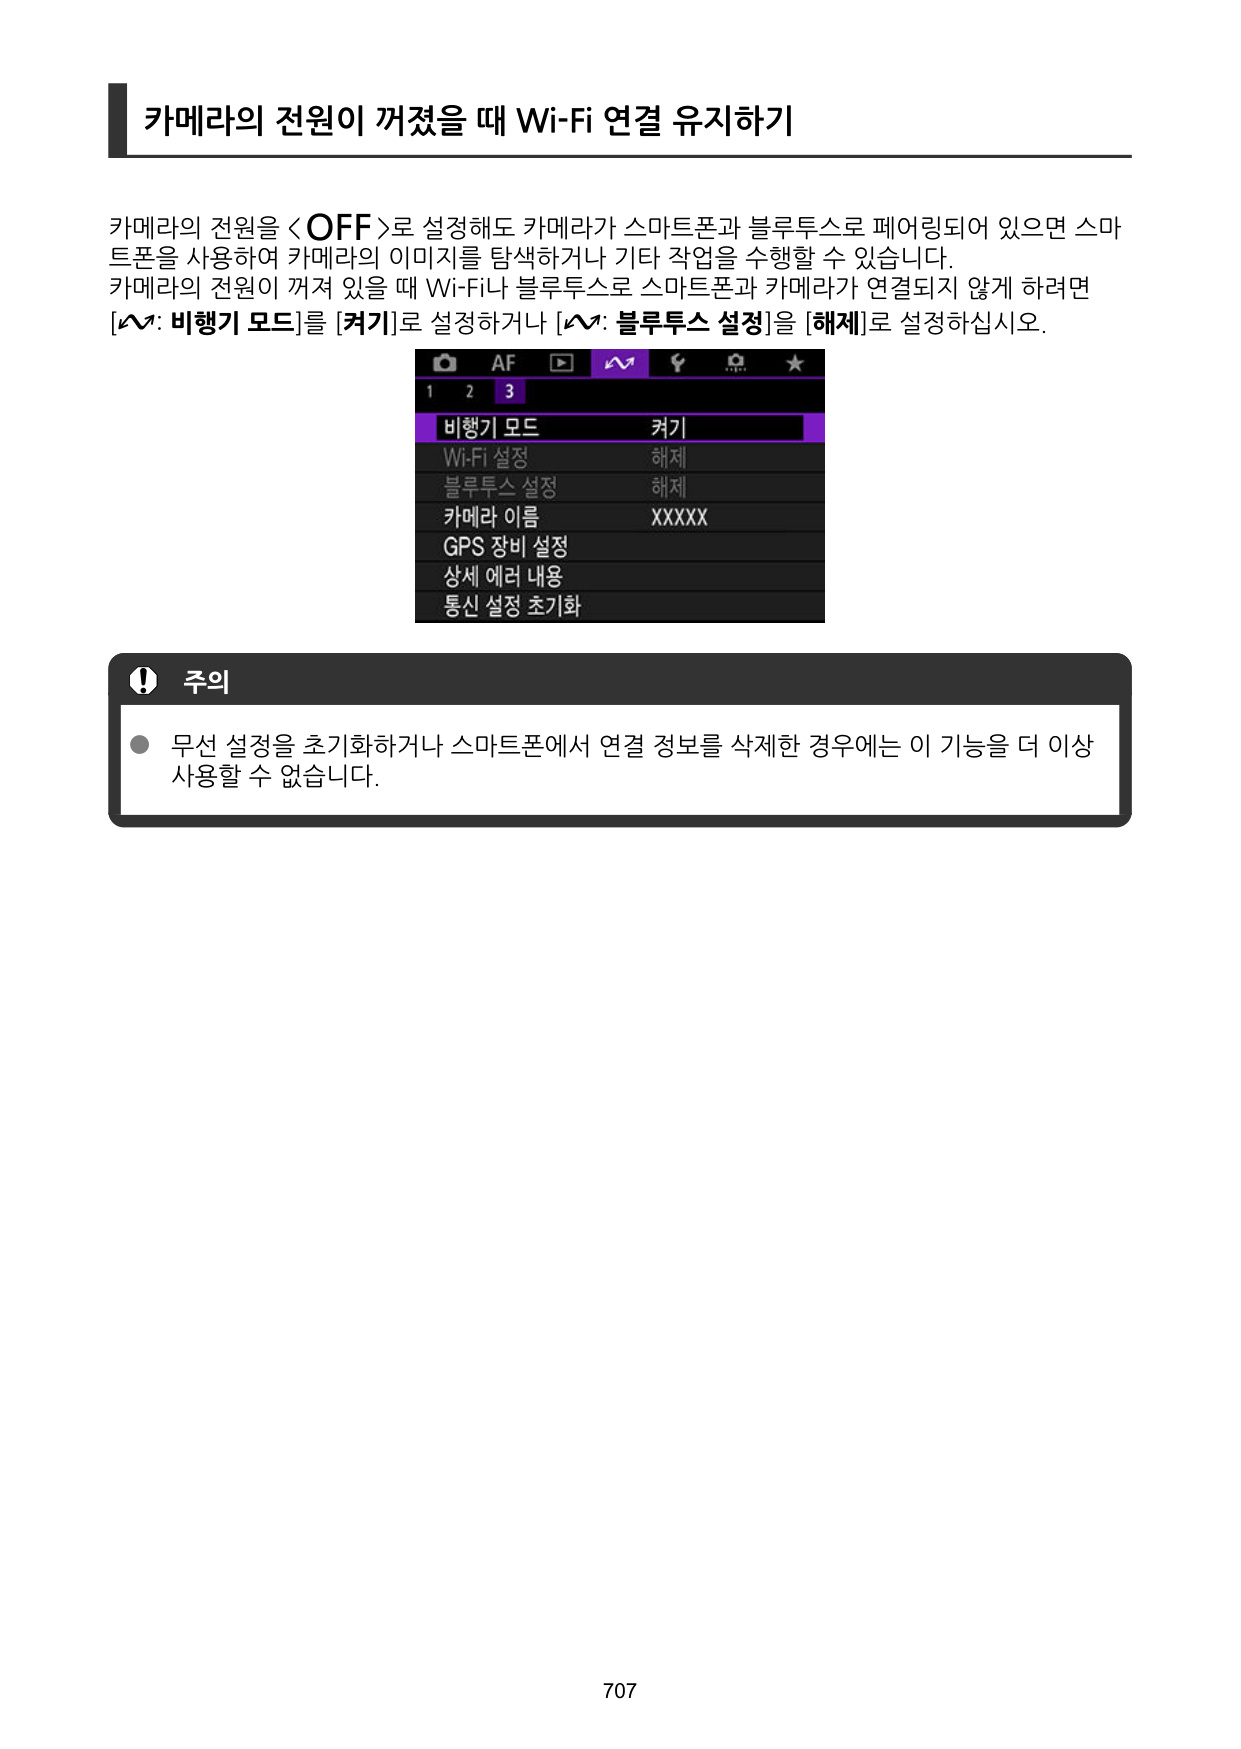 카메라의 전원이 꺼졌을 때 Wi-Fi 연결 유지하기
카메라의 전원을 <OFF>로 설정해도 카메라가 스마트폰과 블루투스로 페어링되어 있으면 스마
트폰을 사용하여 카메라의 이미지를 탐색하거나 기타 작업을 수행할 수 있습니다.
카메라의 전원이 꺼져 있을 때 Wi-Fi나 블루투스로 스마트폰과 카메라가 연결되지 않게 하려면
[: 비행기 모드]를 [켜기]로 설정하거나 [: 블루투스 설정]을 [해제]로 설정하십시오.
AF
1 2 3
비행기 모드 켜기
Wi-Fi 설정 해제
블루투스 설정 해제
카메라 이름 XXXXX
GPS 장비 설정
상세 에러 내용
통신 설정 초기화
주의
무선 설정을 초기화하거나 스마트폰에서 연결 정보를 삭제한 경우에는 이 기능을 더 이상
사용할 수 없습니다.
707